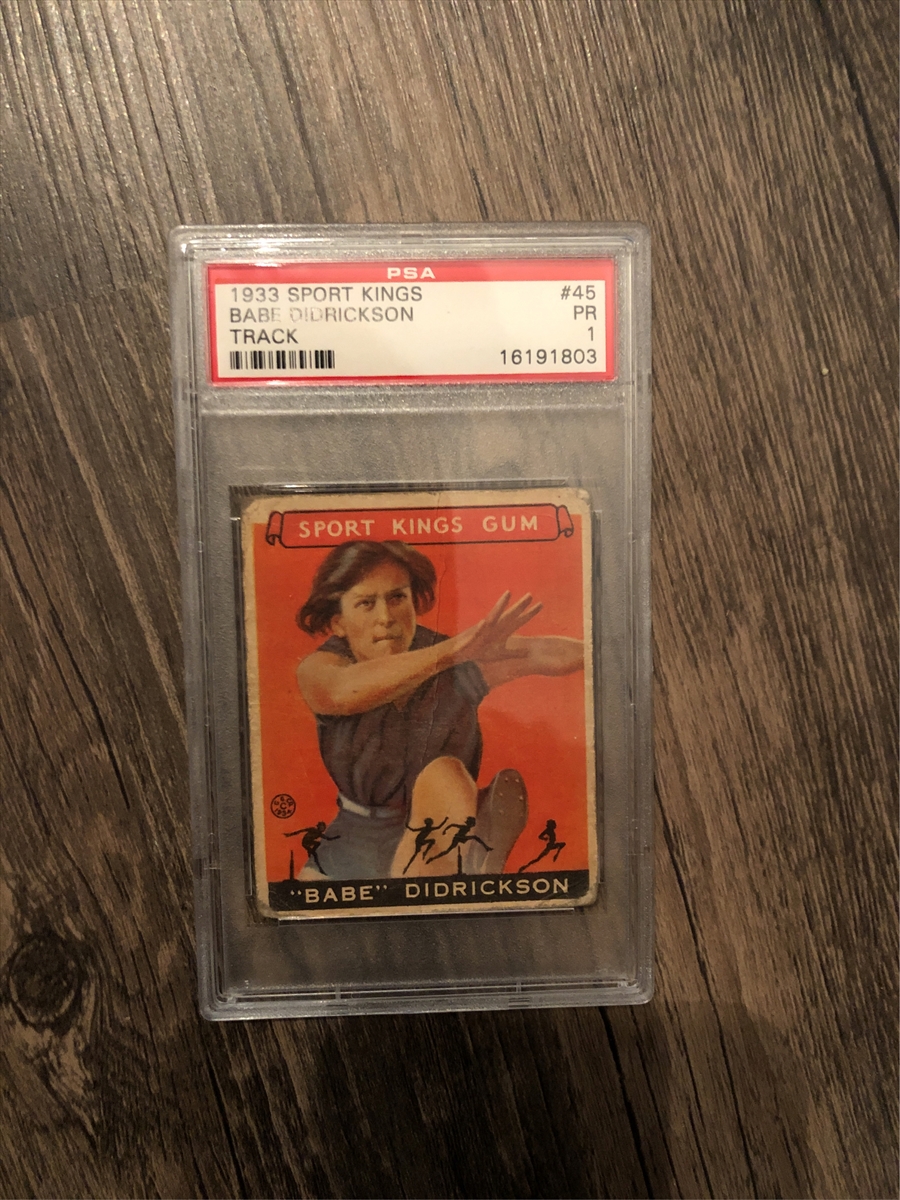 PSA
1933 SPORT KINGS #45
BABE DIDRICKSON PR
TRACK 1
16191803
SPORT KINGS GUM
"BABE" DIDRICKSON